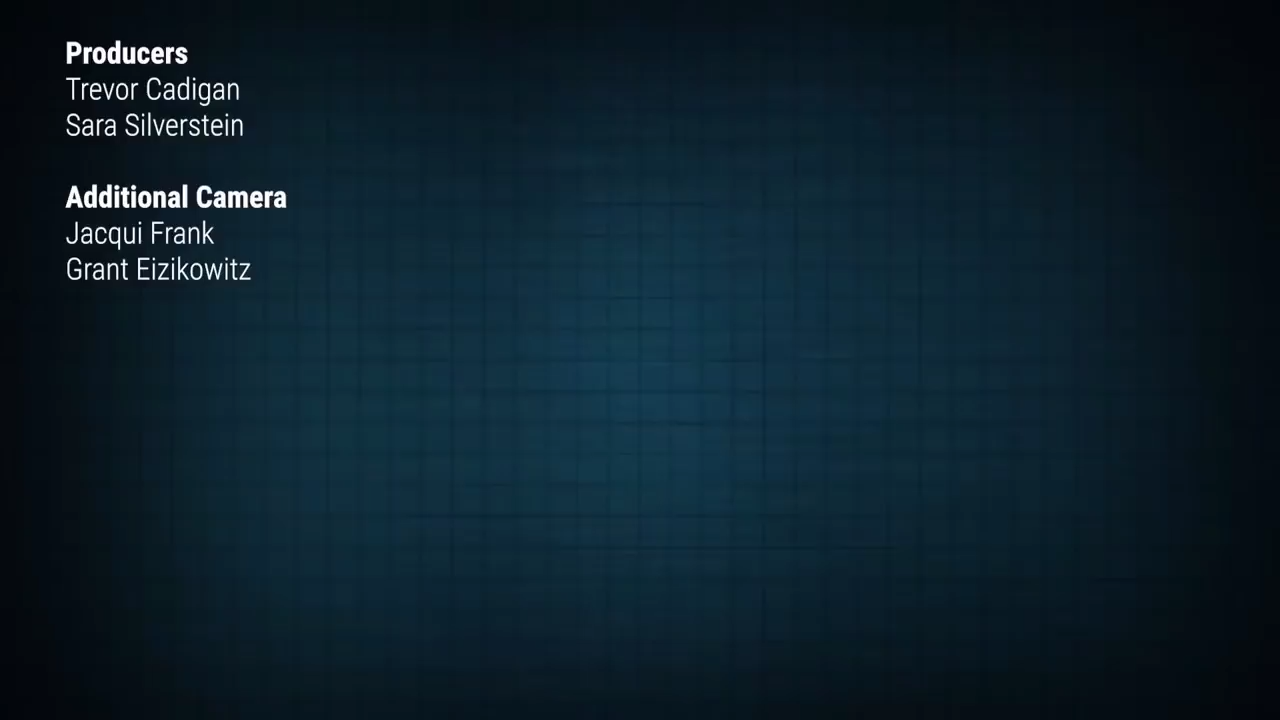 Producers
Trevor Cadigan
Sara Silverstein
Additional Camera
Jacqui Frank
Grant Eizikowitz